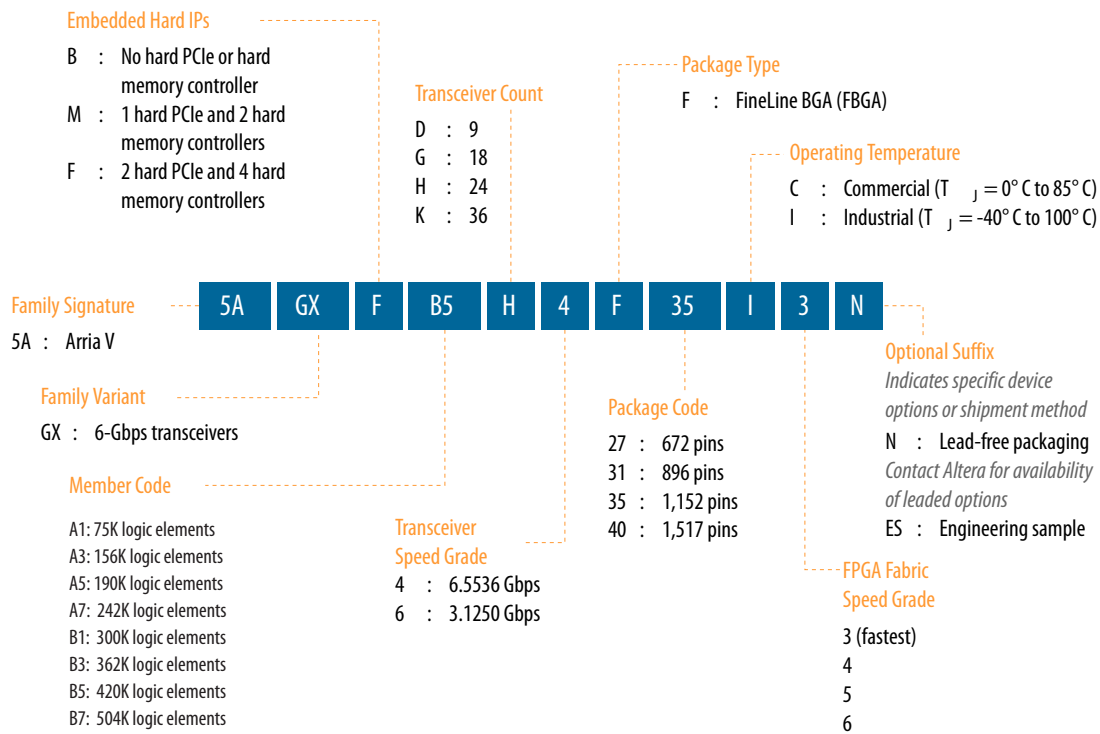 Embedded Hard IPs
B : No hard PCIe or hard
memory controller
M : 1 hard PCIe and 2 hard
memory controllers
F : 2 hard PCIe and 4 hard
memory controllers
Transceiver Count
D : 9
G : 18
H : 24
K : 36
Package Type
F : FineLine BGA (FBGA)
Operating Temperature
C : Commercial (T J = 0° C to 85° C)
I : Industrial (T J = -40° C to 100° C)
Family Signature
5A : Arria V
5A GX F B5 H 4 F 35 I 3 N
Family Variant
GX : 6-Gbps transceivers
Member Code
A1: 75K logic elements
A3: 156K logic elements
A5: 190K logic elements
A7: 242K logic elements
B1: 300K logic elements
B3: 362K logic elements
B5: 420K logic elements
B7: 504K logic elements
Transceiver
Speed Grade
4 : 6.5536 Gbps
6 : 3.1250 Gbps
Package Code
27 : 672 pins
31 : 896 pins
35 : 1,152 pins
40 : 1,517 pins
Optional Suffix
Indicates specific device
options or shipment method
N : Lead-free packaging
Contact Altera for availability
of leaded options
ES : Engineering sample
FPGA Fabric
Speed Grade
3 (fastest)
4
5
6